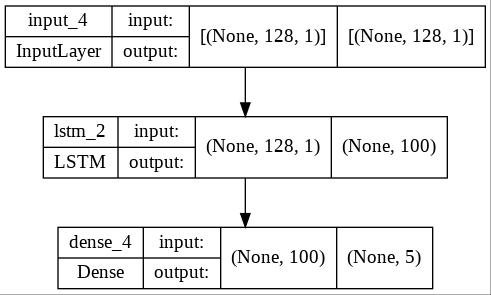 input_4 input: [(None, 128, 1)] [(None, 128, 1)]
InputLayer output:
lstm_2 input: (None, 128, 1) (None, 100)
LSTM output:
dense_4 input: (None, 100) (None, 5)
Dense output: